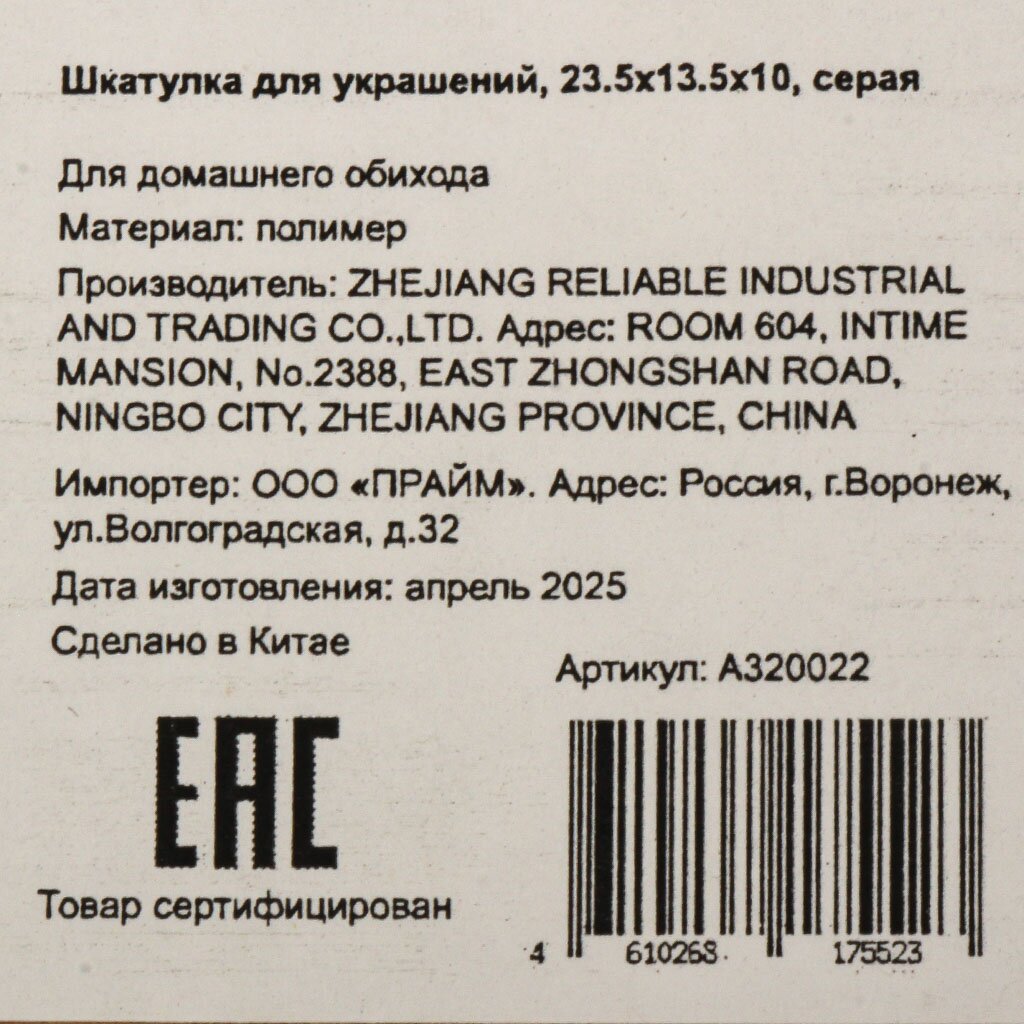 Шкатулка для украшений, 23.5x13.5x10, серая
Для домашнего обихода
Материал: полимер
Производитель: ZHEJIANG RELIABLE INDUSTRIAL
AND TRADING CO.,LTD. Адрес: ROOM 604, INTIME
MANSION, No.2388, EAST ZHONGSHAN ROAD,
NINGBO CITY, ZHEJIANG PROVINCE, CHINA
Импортер: ООО «ПРАЙМ». Адрес: Россия, г.Воронеж,
ул.Волгоградская, д.32
Дата изготовления: апрель 2025
Сделано в Китае
Артикул: А320022
EAC
Товар сертифицирован
4 610268 175523